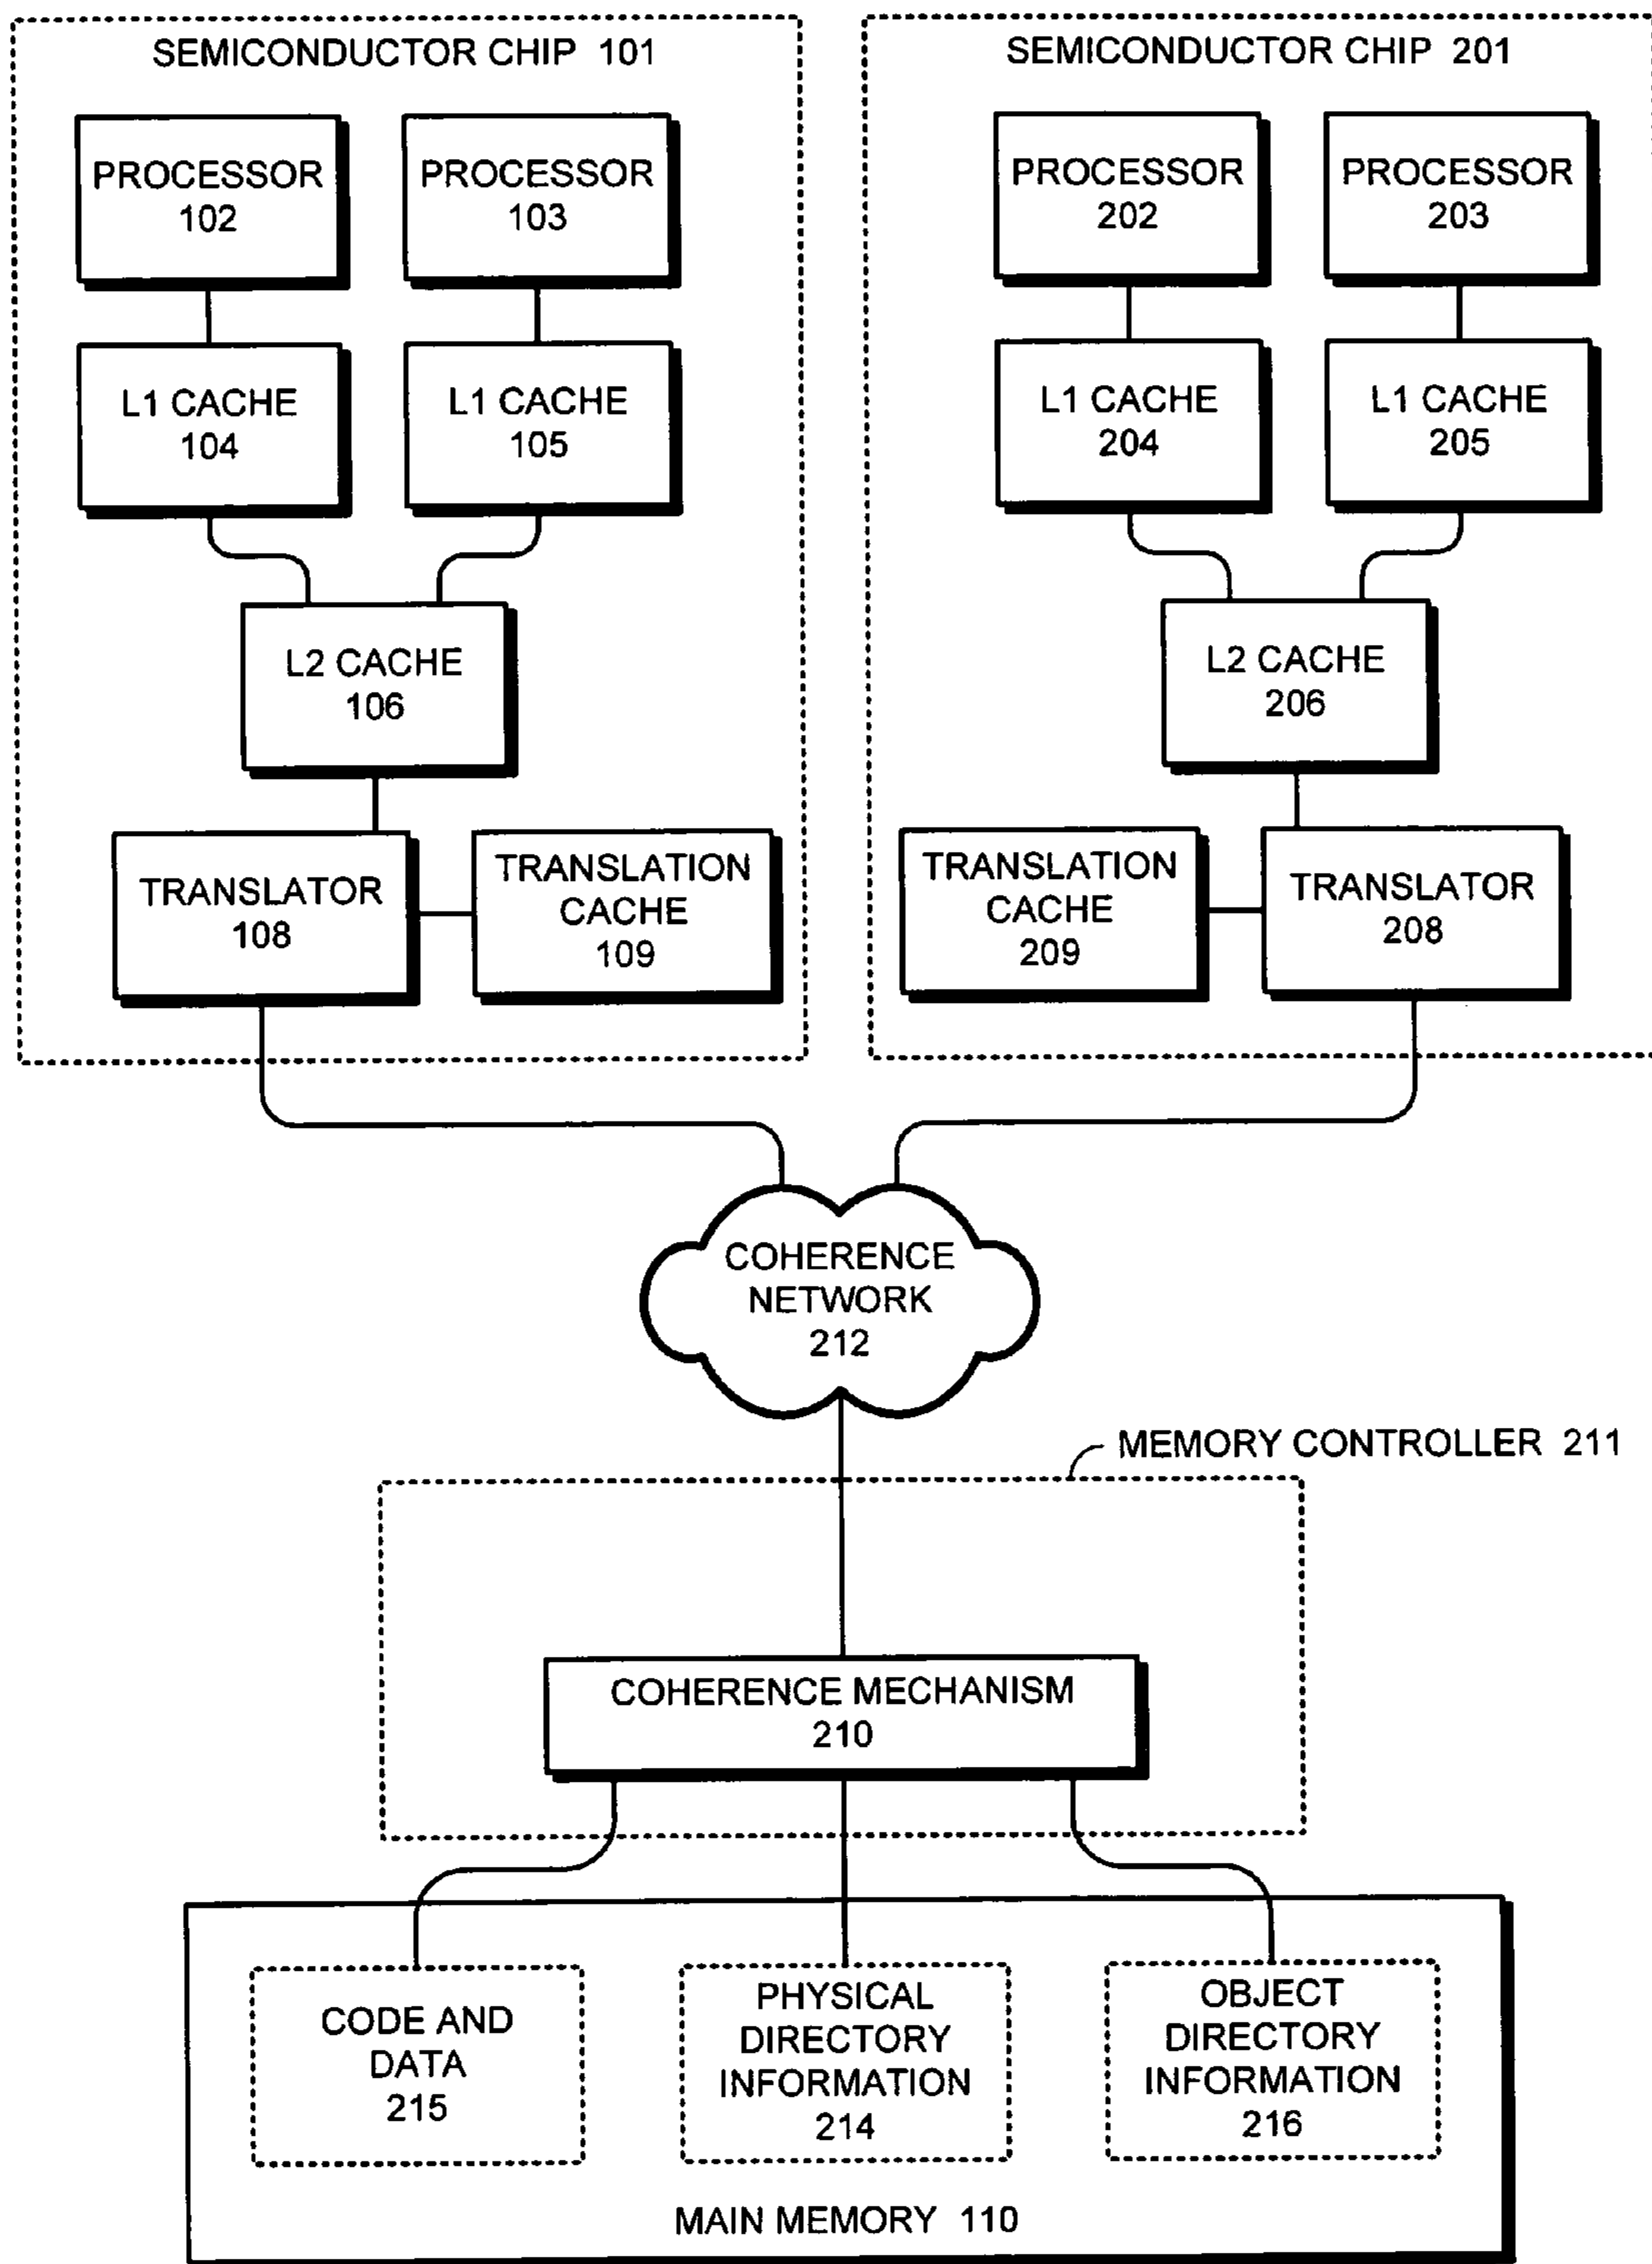 SEMICONDUCTOR CHIP 101
PROCESSOR
102
PROCESSOR
103
L1 CACHE
104
L1 CACHE
105
L2 CACHE
106
TRANSLATOR
108
TRANSLATION
CACHE
109
SEMICONDUCTOR CHIP 201
PROCESSOR
202
PROCESSOR
203
L1 CACHE
204
L1 CACHE
205
L2 CACHE
206
TRANSLATION
CACHE
209
TRANSLATOR
208
COHERENCE
NETWORK
212
MEMORY CONTROLLER 211
COHERENCE MECHANISM
210
CODE AND
DATA
215
PHYSICAL
DIRECTORY
INFORMATION
214
OBJECT
DIRECTORY
INFORMATION
216
MAIN MEMORY 110